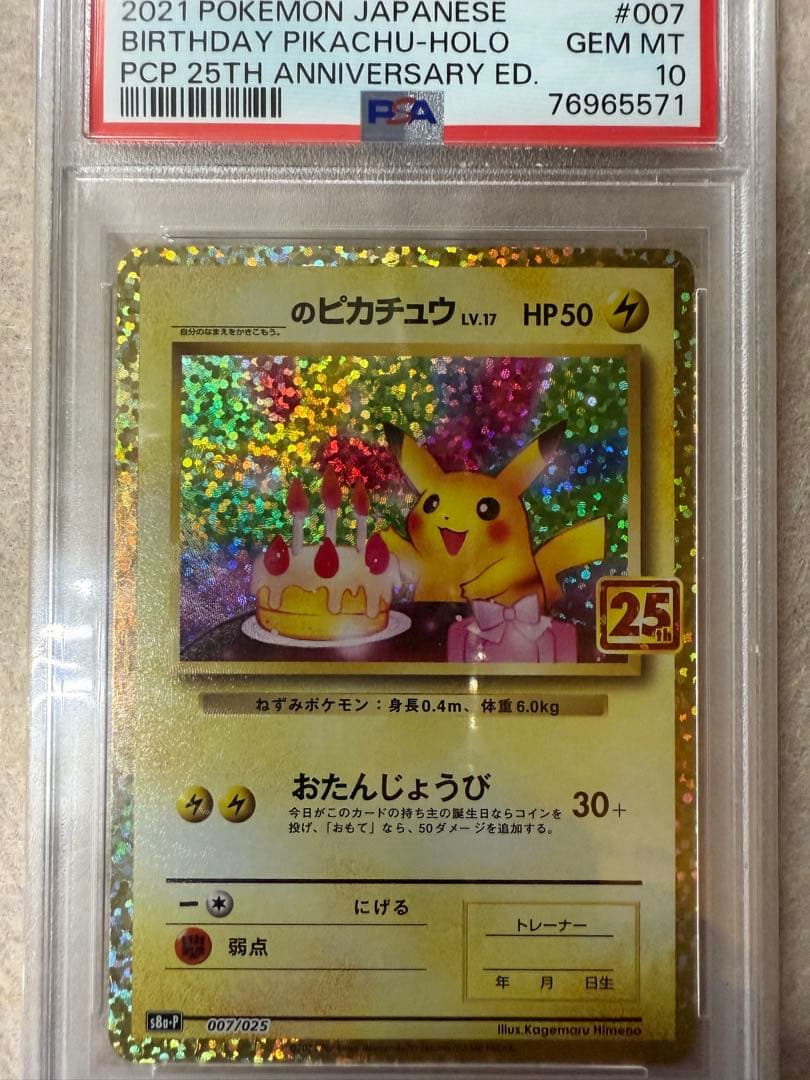 2021 POKEMON JAPANESE #007
BIRTHDAY PIKACHU-HOLO GEM MT
PCP 25TH ANNIVERSARY ED. 10
76965571
PSA
のピカチュウ LV.17 HP50
自分のなまえをかきこもう。
25th
ねずみポケモン：身長0.4m、体重6.0kg
おたんじょうび 30+
今日がこのカードの持ち主の誕生日ならコインを
投げ、「おもて」なら、50ダメージを追加する。
にげる
弱点
トレーナー
年 月 日生
s8a-P 007/025
Illus.Kagemaru Himeno